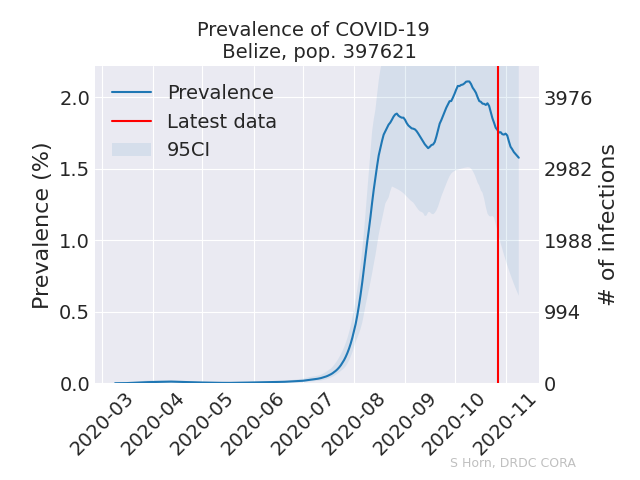 Prevalence of COVID-19
Belize, pop. 397621
Prevalence
Latest data
95CI
Prevalence (%)
2.0
1.5
1.0
0.5
0.0
3976
2982
1988
994
0
# of infections
2020-03
2020-04
2020-05
2020-06
2020-07
2020-08
2020-09
2020-10
2020-11
S Horn, DRDC CORA